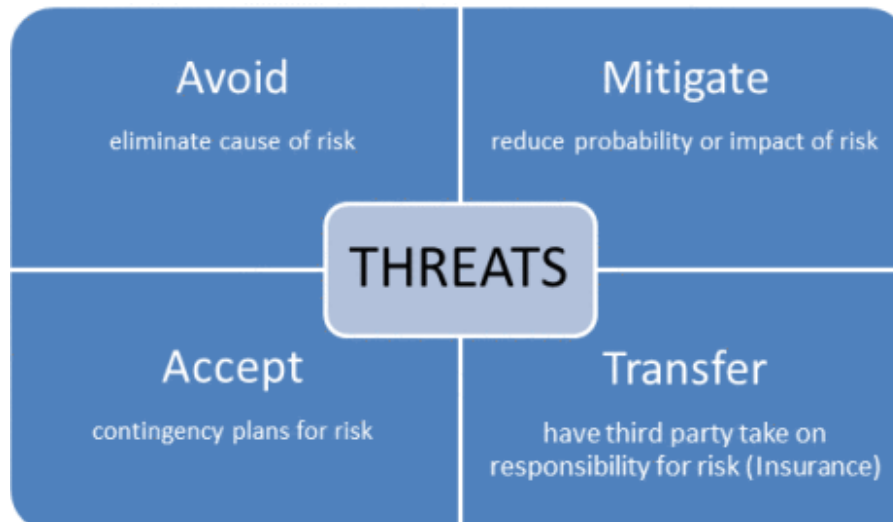 Avoid
eliminate cause of risk
Mitigate
reduce probability or impact of risk
THREATS
Accept
contingency plans for risk
Transfer
have third party take on
responsibility for risk (Insurance)